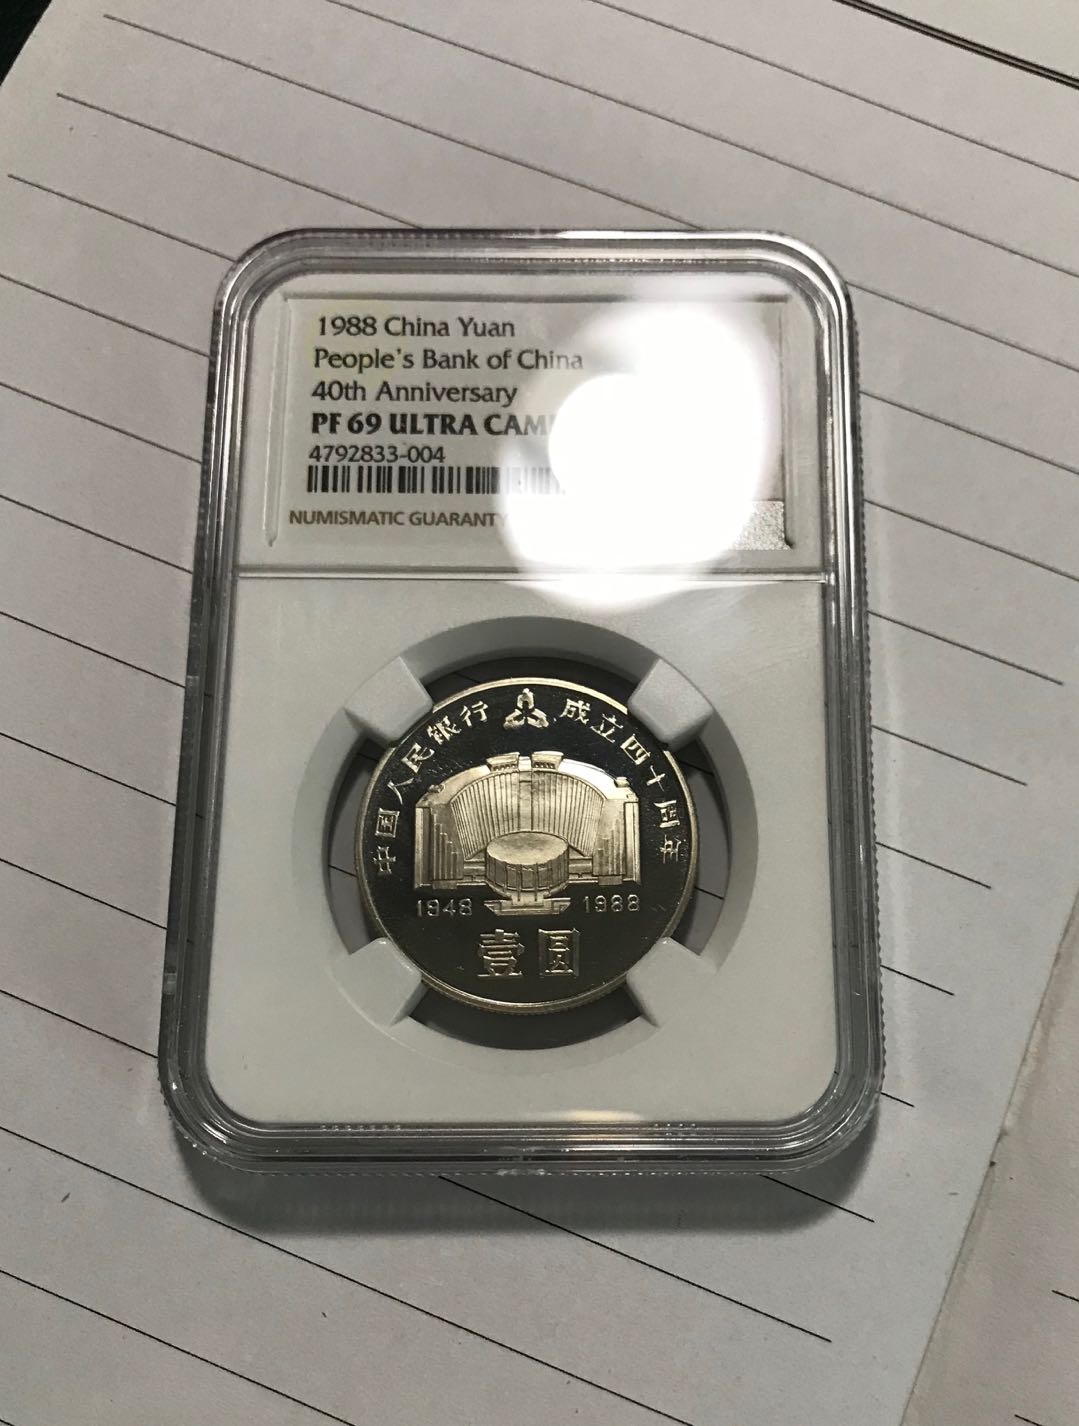 1988 China Yuan
People's Bank of China
40th Anniversary
PF 69 ULTRA
4792833-004
NUMISMATIC GUARANTY
中国人民银行 成立四十周年
1948 1988
壹圆